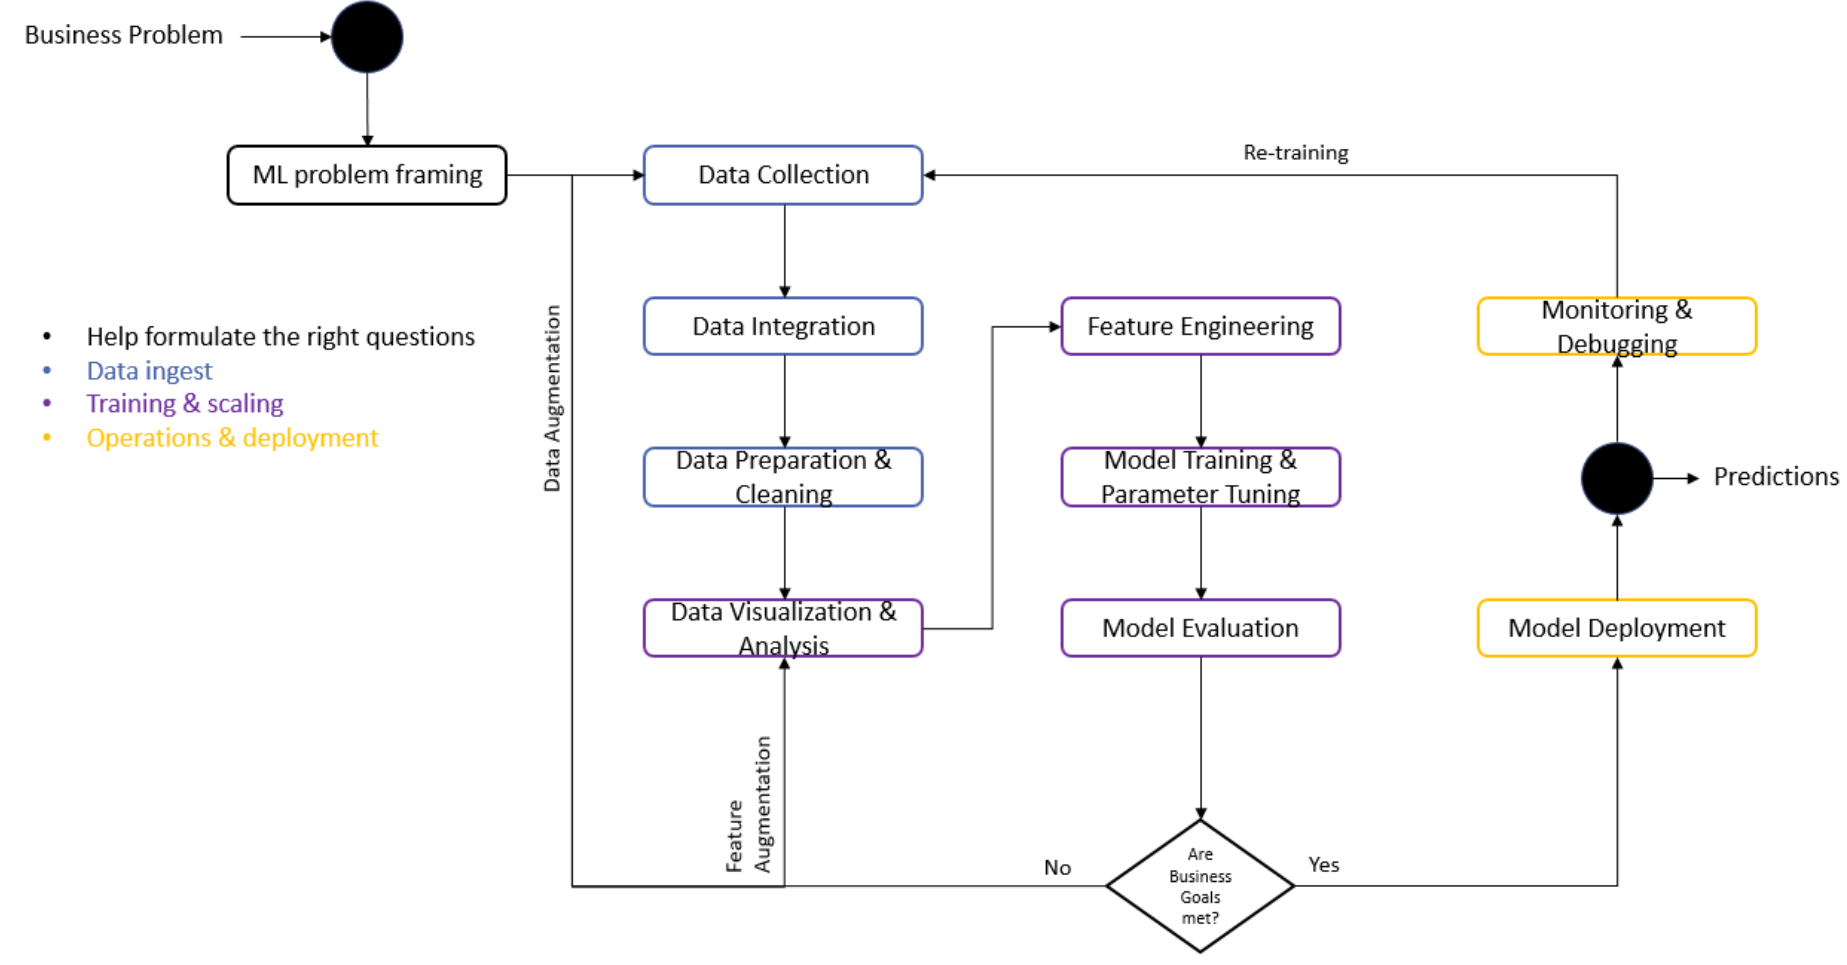 Business Problem
ML problem framing
Data Collection
Re-training
Data Integration
Feature Engineering
Monitoring &
Debugging
• Help formulate the right questions
• Data ingest
• Training & scaling
• Operations & deployment
Data Augmentation
Data Preparation &
Cleaning
Model Training &
Parameter Tuning
Predictions
Data Visualization &
Analysis
Model Evaluation
Model Deployment
Feature
Augmentation
No
Are
Business
Goals
met?
Yes